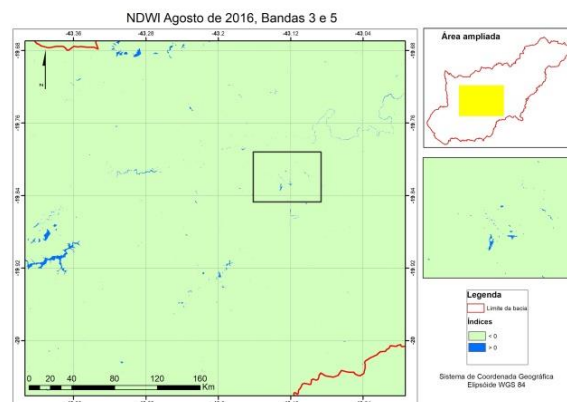 NDWI Agosto de 2016, Bandas 3 e 5
-43.36
-43.28
-43.2
-43.12
-43.04
-19.68
-19.76
-19.84
-19.92
-20
0 20 40 80 120 160
Km
Área ampliada
Legenda
Limite da bacia
Índices
< 0
> 0
Sistema de Coordenada Geográfica
Elipsóide WGS 84